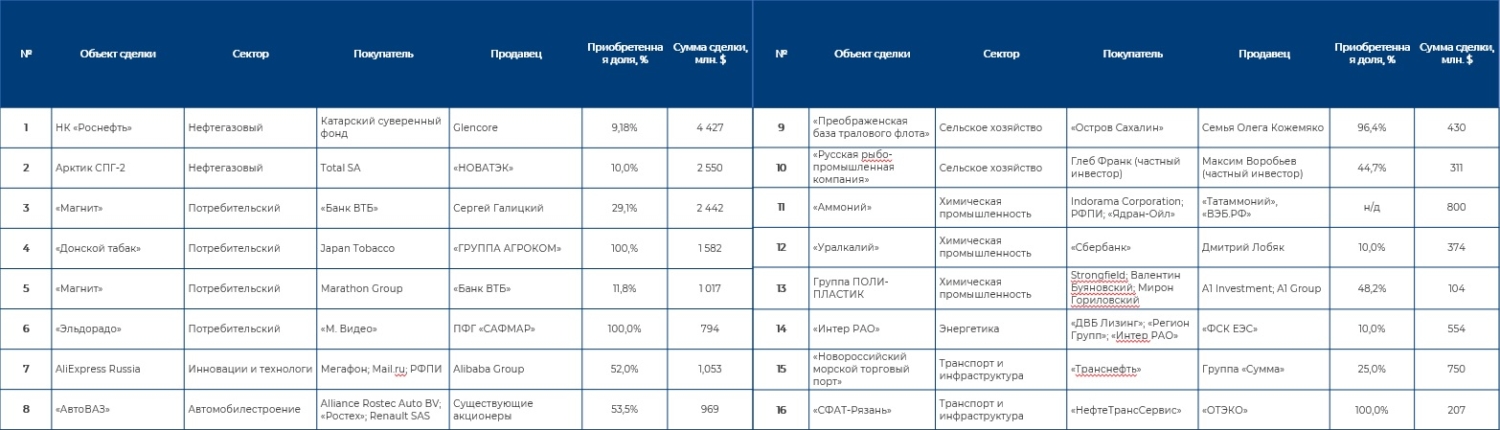 № Объект сделки Сектор Покупатель Продавец Приобретенна Сумма сделки,
я доля, % млн. $
1 НК «Роснефть» Нефтегазовый Катарский суверенный Glencore 9,18% 4 427
фонд
2 Арктик СПГ-2 Нефтегазовый Total SA «НОВАТЭК» 10,0% 2 550
3 «Магнит» Потребительский «Банк ВТБ» Сергей Галицкий 29,1% 2 442
4 «Донской табак» Потребительский Japan Tobacco «ГРУППА АГРОКОМ» 100,% 1 582
5 «Магнит» Потребительский Marathon Group «Банк ВТБ» 11,8% 1 017
6 «Эльдорадо» Потребительский «М. Видео» ПФГ «САФМАР» 100,0% 794
7 AliExpress Russia Инновации и технологи Мегафон; Mail.ru; РФПИ Alibaba Group 52,0% 1,053
8 «АвтоВАЗ» Автомобилестроение Alliance Rostec Auto BV; Существующие 53,5% 969
«Ростех»; Renault SAS акционеры
№ Объект сделки Сектор Покупатель Продавец Приобретенна Сумма сделки,
я доля, % млн. $
9 «Преображенская Сельское хозяйство «Остров Сахалин» Семья Олега Кожемяко 96,4% 430
база тралового флота»
«Русская рыбо-
10 промышленная Сельское хозяйство Глеб Франк (частный Максим Воробьев 44,7% 311
компания» инвестор) (частный инвестор)
11 «Аммоний» Химическая Indorama Corporation; «Татаммоний», н/д 800
промышленность РФПИ; «Ядран-Ойл» «ВЭБ.РФ»
12 «Уралкалий» Химическая «Сбербанк» Дмитрий Лобяк 10,0% 374
промышленность
13 Группа ПОЛИ- Химическая Strongfield; Валентин A1 Investment; A1 Group 48,2% 104
ПЛАСТИК промышленность Буяновский; Мирон
Гориловский
14 «Интер РАО» Энергетика «ДВБ Лизинг»; «Регион «ФСК ЕЭС» 10,0% 554
Групп»; «Интер РАО»
«Новороссийский
15 морской торговый Транспорт и «Транснефть» Группа «Сумма» 25,0% 750
порт» инфраструктура
16 «СФАТ-Рязань» Транспорт и «НефтеТрансСервис» «ОТЭКО» 100,0% 207
инфраструктура